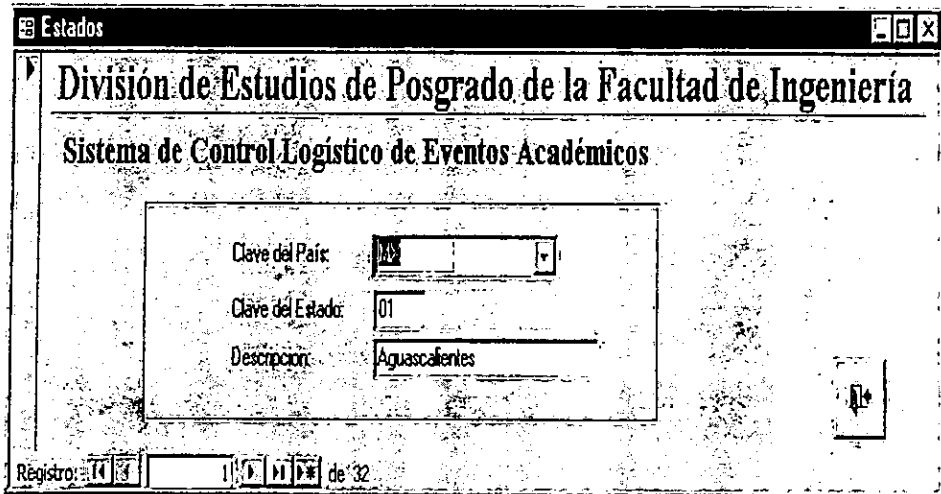 Estados
División de Estudios de Posgrado de la Facultad de Ingeniería
Sistema de Control Logístico de Eventos Académicos
Clave del País:
Clave del Estado: 01
Descripcion: Aguascalientes
Registro: 1 de 32